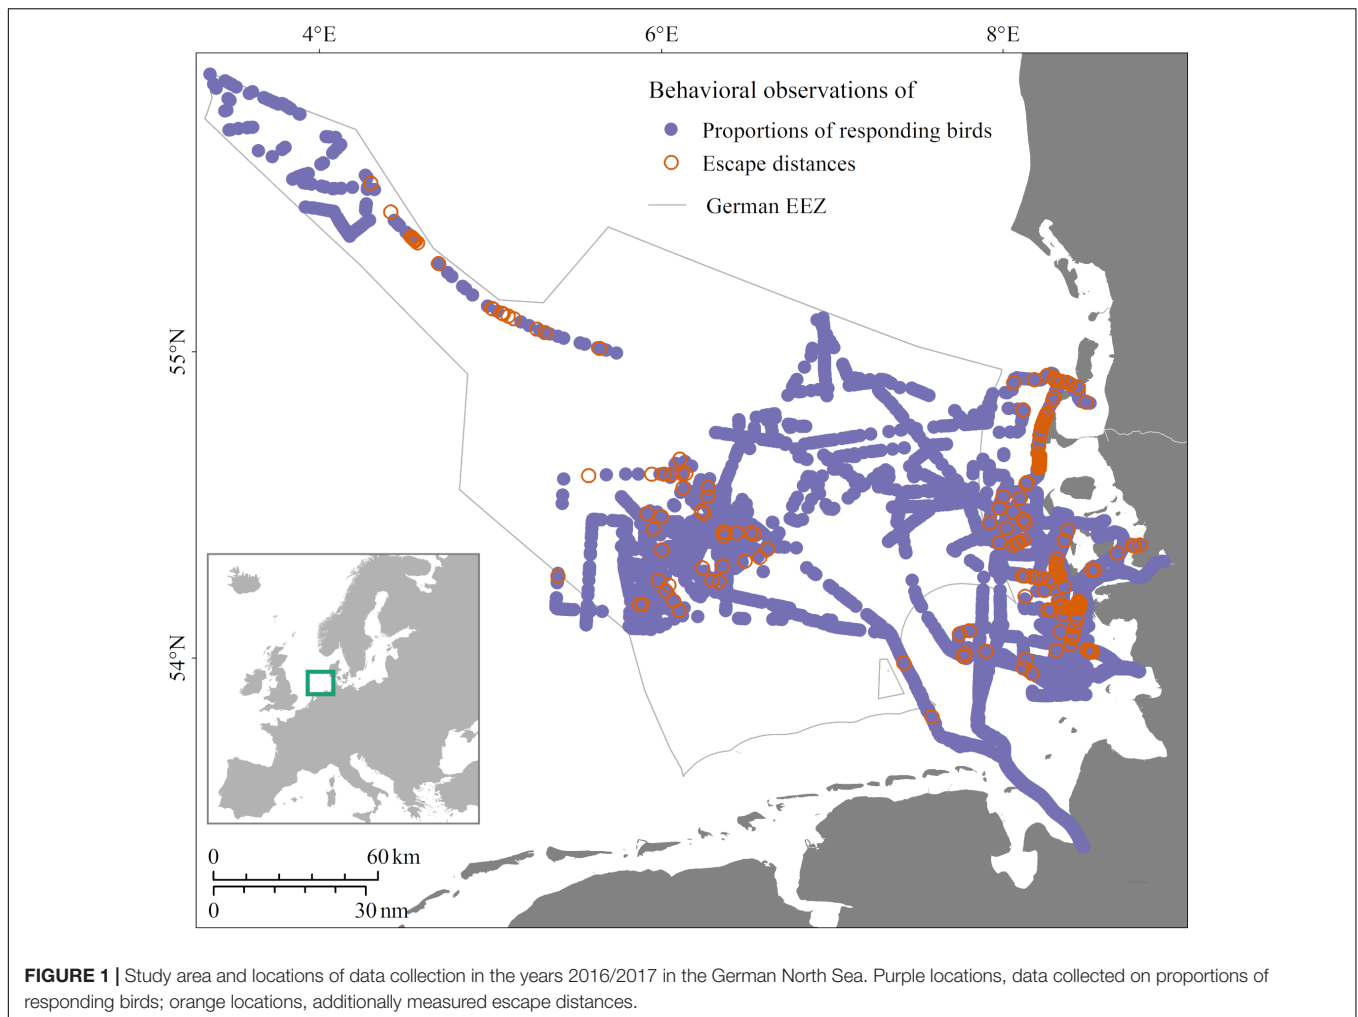 4°E 6°E 8°E
Behavioral observations of
Proportions of responding birds
Escape distances
German EEZ
55°N
54°N
0 60 km
0 30 nm
FIGURE 1 | Study area and locations of data collection in the years 2016/2017 in the German North Sea. Purple locations, data collected on proportions of
responding birds; orange locations, additionally measured escape distances.